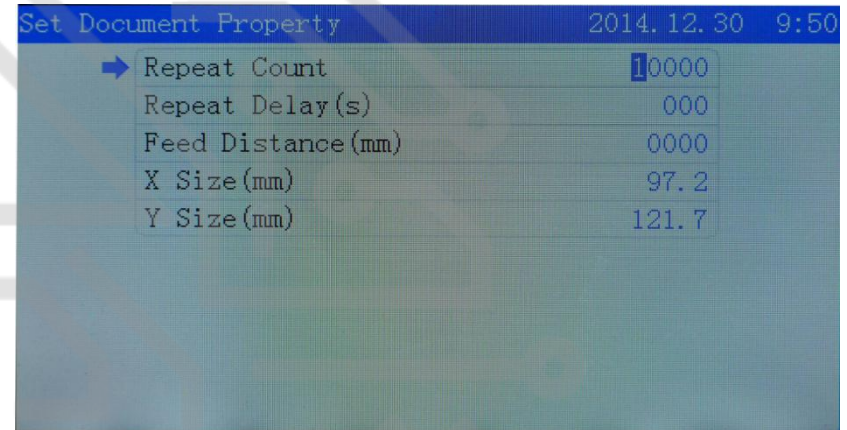 Set Document Property 2014.12.30 9:50
Repeat Count 10000
Repeat Delay(s) 000
Feed Distance(mm) 0000
X Size(mm) 97.2
Y Size(mm) 121.7